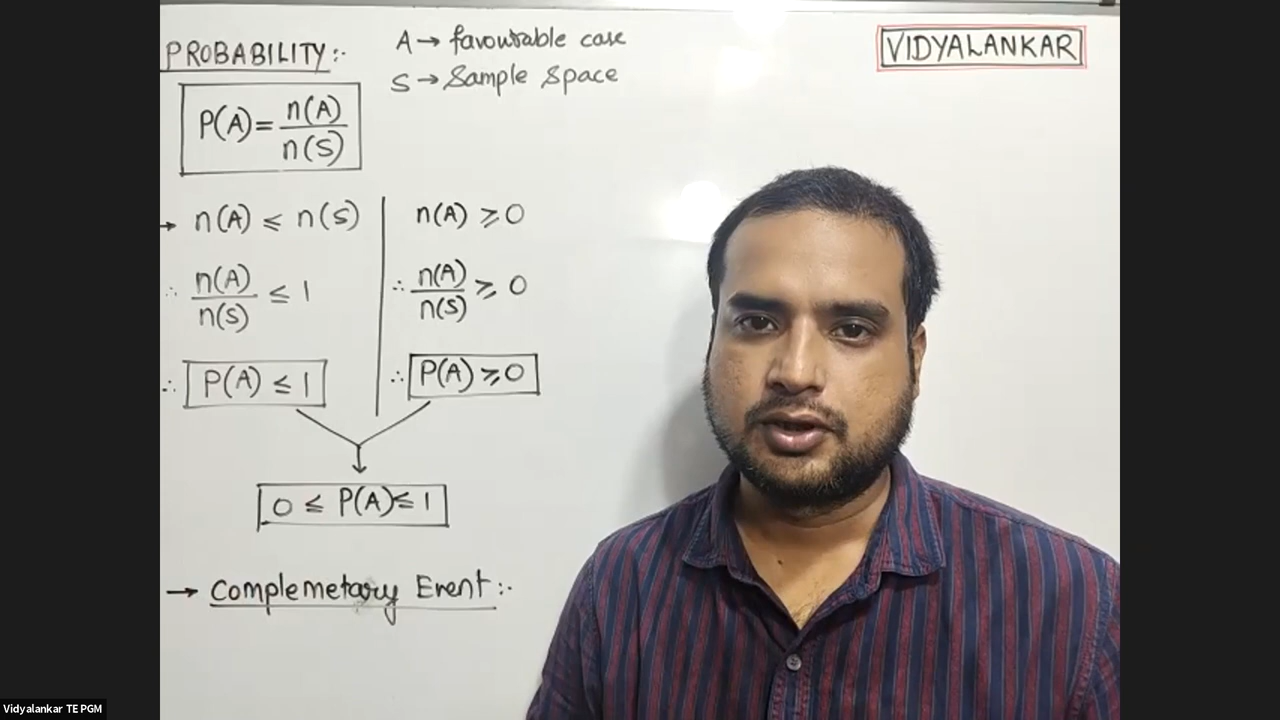 PROBABILITY :-
A → favourable case
S → Sample Space
VIDYALANKAR
P(A) = n(A)/n(S)
→ n(A) ≤ n(S)
∴ n(A)/n(S) ≤ 1
∴ P(A) ≤ 1
n(A) ≥ 0
∴ n(A)/n(S) ≥ 0
∴ P(A) ≥ 0
0 ≤ P(A) ≤ 1
→ Complemetary Event :-
Vidyalankar TE PGM